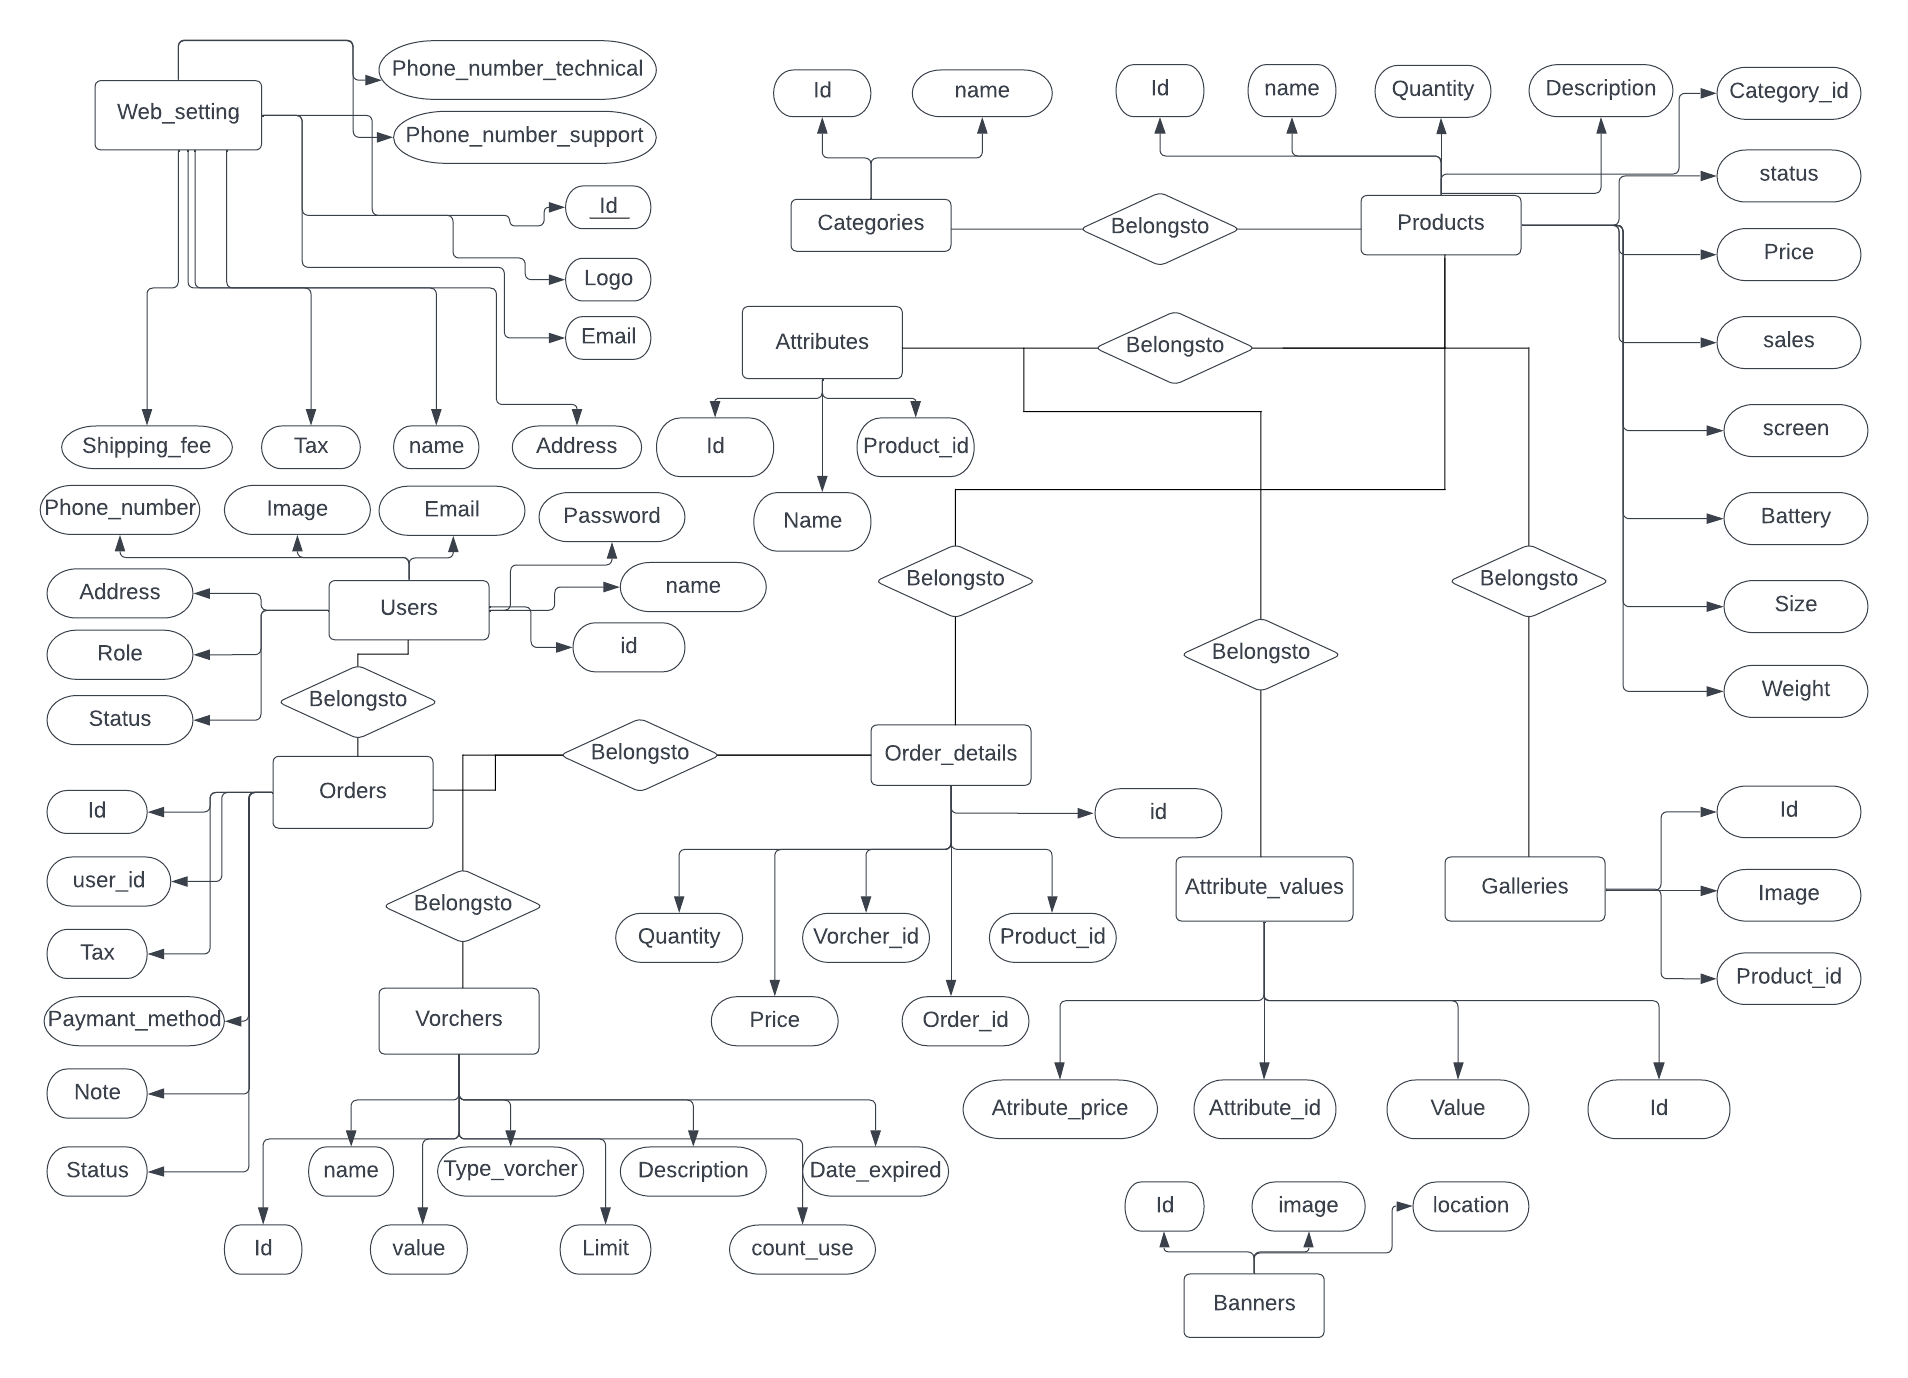 Phone_number_technical
Web_setting
Phone_number_support
Id
Logo
Email
Shipping_fee
Tax
name
Address
Id
name
Categories
Belongsto
Id
name
Quantity
Description
Category_id
Products
status
Price
sales
screen
Battery
Size
Weight
Attributes
Belongsto
Id
Product_id
Name
Phone_number
Image
Email
Password
Address
Users
name
Role
id
Status
Belongsto
Belongsto
Belongsto
Belongsto
Orders
Belongsto
Order_details
Id
user_id
Tax
Paymant_method
Note
Status
Belongsto
Vorchers
id
Quantity
Vorcher_id
Product_id
Price
Order_id
Attribute_values
Galleries
Id
Image
Product_id
Atribute_price
Attribute_id
Value
Id
name
Type_vorcher
Description
Date_expired
Id
value
Limit
count_use
Id
image
location
Banners